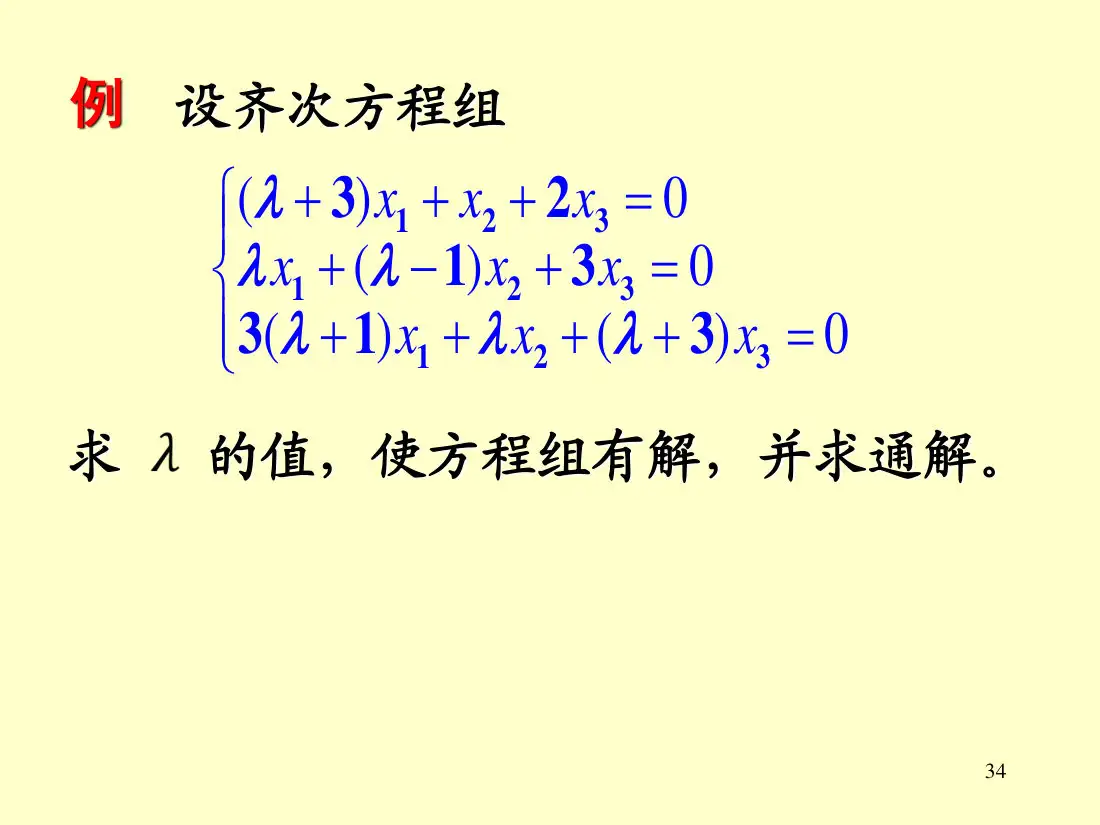 例 设齐次方程组
(λ+3)x₁+x₂+2x₃=0
λx₁+(λ−1)x₂+3x₃=0
3(λ+1)x₁+λx₂+(λ+3)x₃=0
求 λ 的值，使方程组有解，并求通解。
34